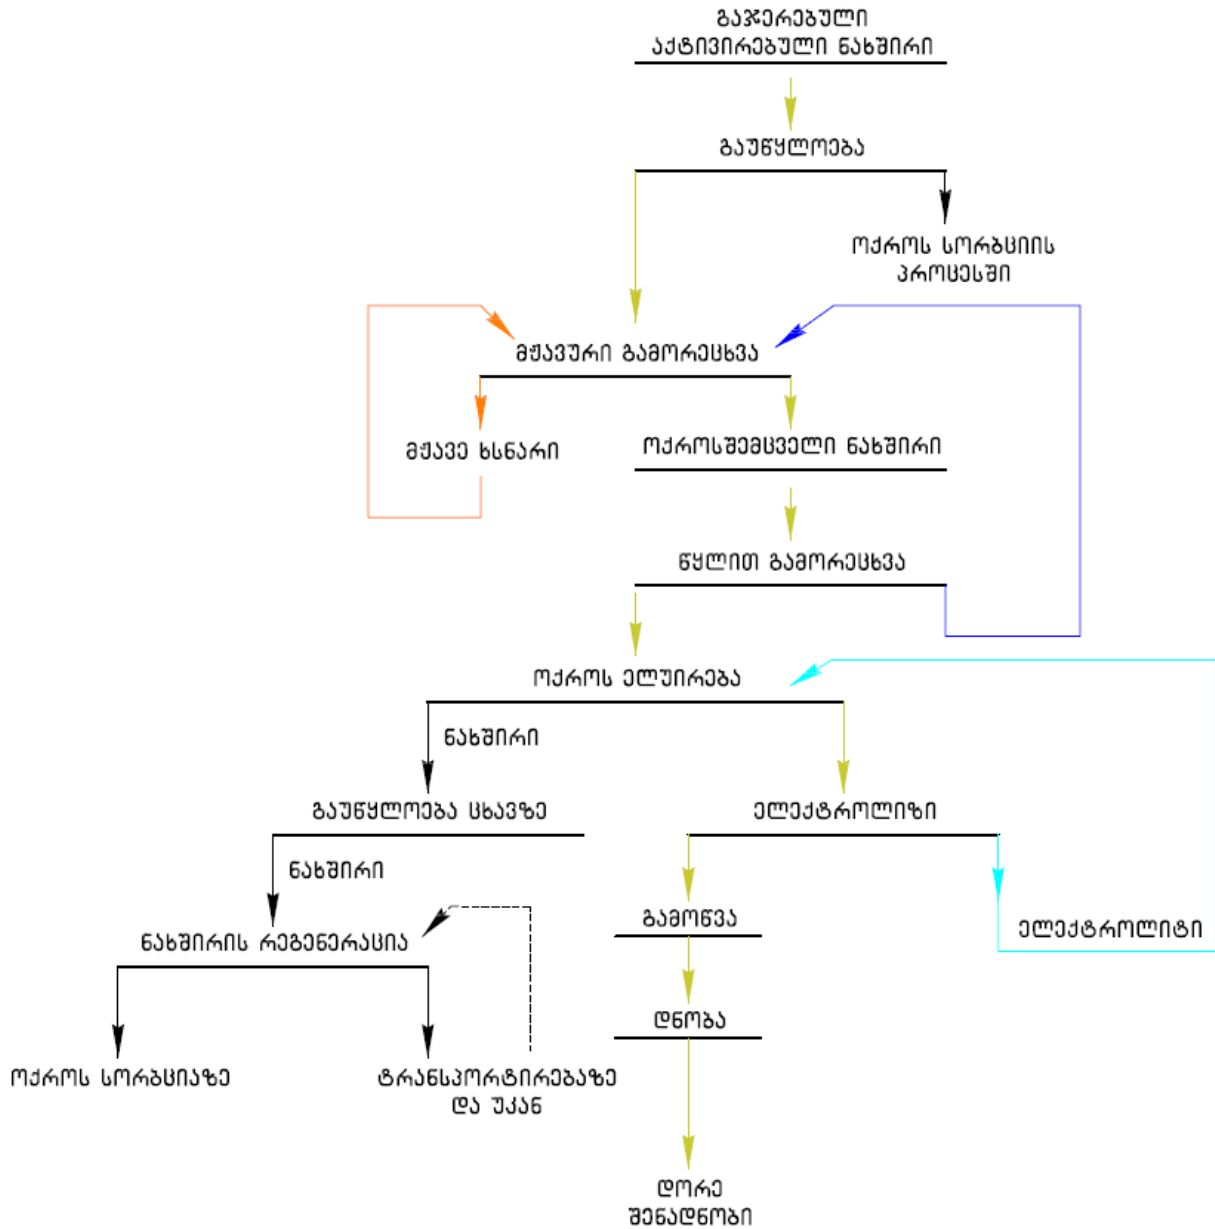 გაჯერებული
აქტივირებული ნახშირი
გაუწყლოება
ოქროს სორბციის
პროცესში
მჟავური გამორეცხვა
მჟავე ხსნარი
ოქროსშემცველი ნახშირი
წყლით გამორეცხვა
ოქროს ელუირება
ნახშირი
გაუწყლოება ცხავზე
ელექტროლიზი
ნახშირი
გამოწვა
ელექტროლიტი
ნახშირის რეგენერაცია
დნობა
ოქროს სორბციაზე
ტრანსპორტირებაზე
და უკან
დორე
შენადნობი